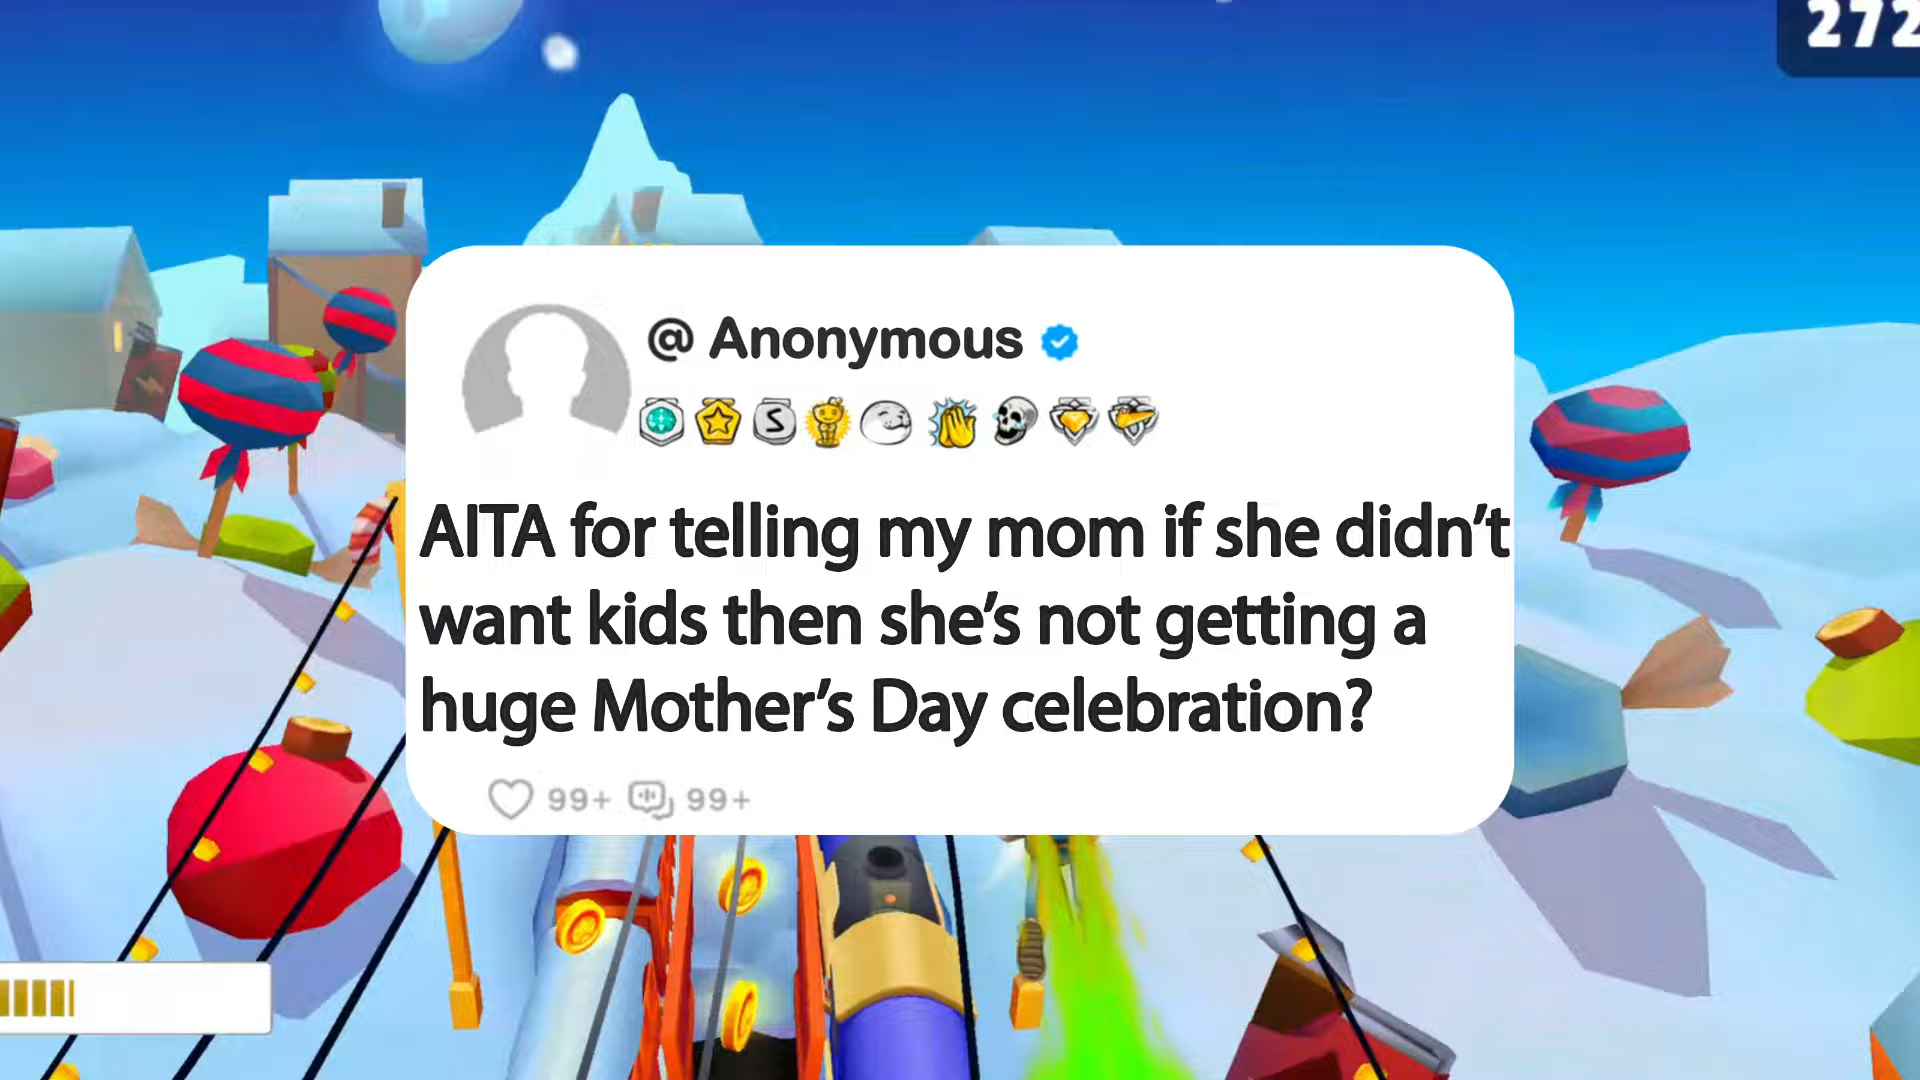 272
@ Anonymous
AITA for telling my mom if she didn’t
want kids then she’s not getting a
huge Mother’s Day celebration?
99+ 99+